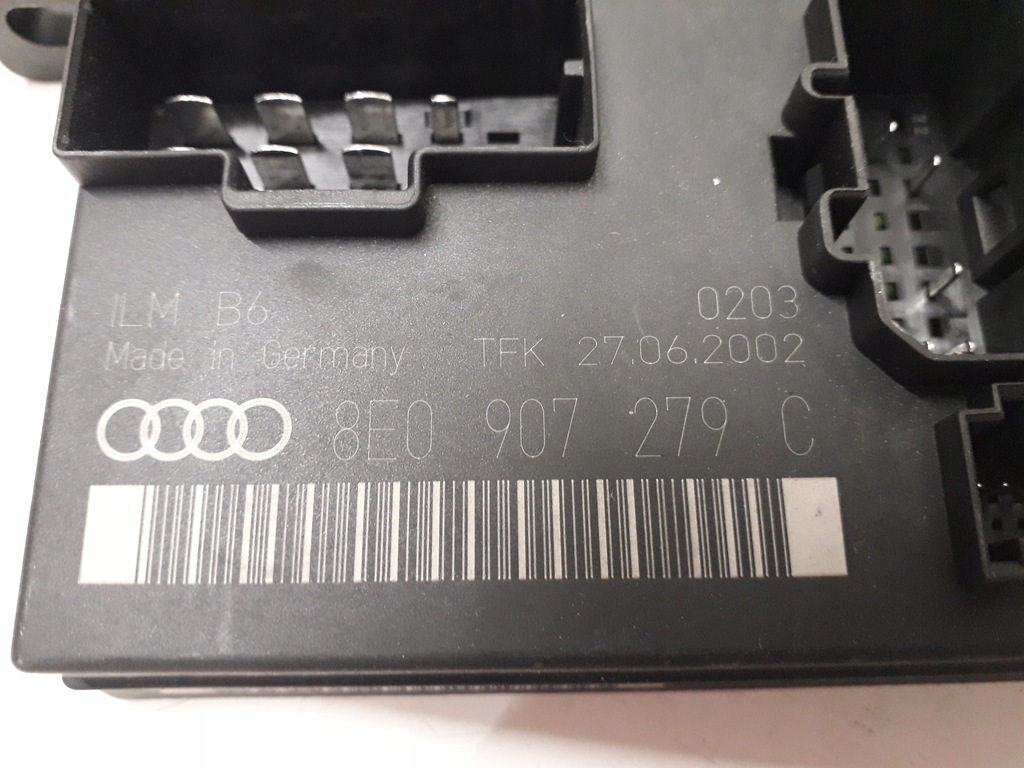 ILM B6 0203
Made in Germany TFK 27.06.2002
8E0 907 279 C